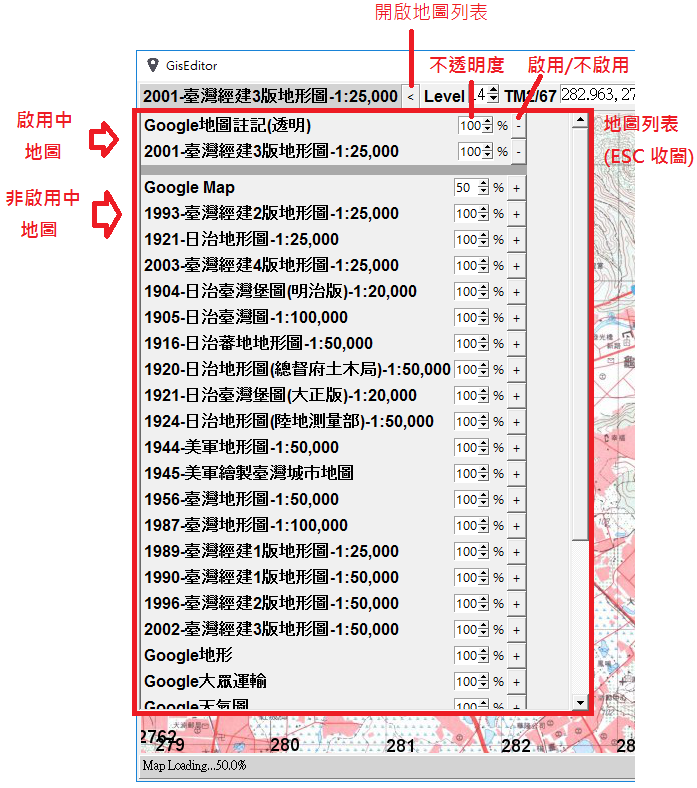 開啟地圖列表
GisEditor
不透明度
啟用/不啟用
2001-臺灣經建3版地形圖-1:25,000 < Level 14 TM2/67 282.963, 27
啟用中
地圖
Google地圖註記(透明) 100 % -
2001-臺灣經建3版地形圖-1:25,000 100 % -
地圖列表
(ESC 收闔)
非啟用中
地圖
Google Map 50 % +
1993-臺灣經建2版地形圖-1:25,000 100 % +
1921-日治地形圖-1:25,000 100 % +
2003-臺灣經建4版地形圖-1:25,000 100 % +
1904-日治臺灣堡圖(明治版)-1:20,000 100 % +
1905-日治臺灣圖-1:100,000 100 % +
1916-日治蕃地地形圖-1:50,000 100 % +
1920-日治地形圖(總督府土木局)-1:50,000 100 % +
1921-日治臺灣堡圖(大正版)-1:20,000 100 % +
1924-日治地形圖(陸地測量部)-1:50,000 100 % +
1944-美軍地形圖-1:50,000 100 % +
1945-美軍繪製臺灣城市地圖 100 % +
1956-臺灣地形圖-1:50,000 100 % +
1987-臺灣地形圖-1:100,000 100 % +
1989-臺灣經建1版地形圖-1:25,000 100 % +
1990-臺灣經建1版地形圖-1:50,000 100 % +
1996-臺灣經建2版地形圖-1:50,000 100 % +
2002-臺灣經建3版地形圖-1:50,000 100 % +
Google地形 100 % +
Google大眾運輸 100 % +
Google天氣圖 100 % +
2762
279 280 281 282 28
Map Loading...50.0%